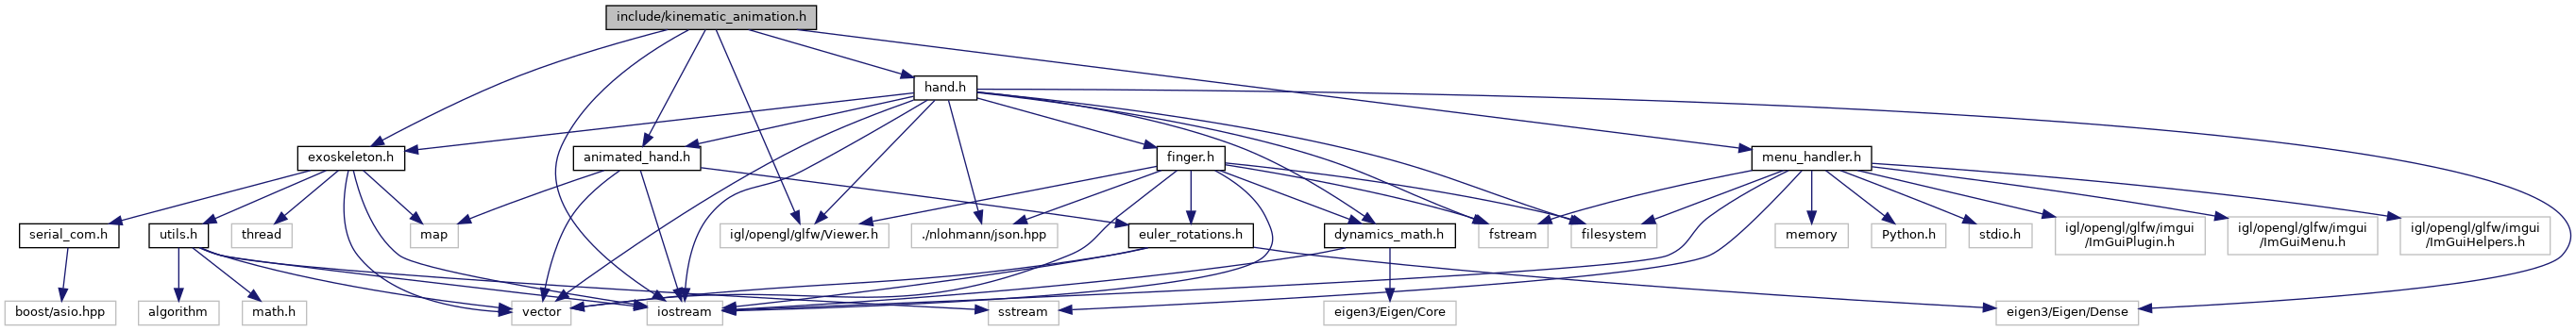 include/kinematic_animation.h
hand.h
exoskeleton.h
animated_hand.h
finger.h
menu_handler.h
serial_com.h
utils.h
thread
map
igl/opengl/glfw/Viewer.h
./nlohmann/json.hpp
euler_rotations.h
dynamics_math.h
fstream
filesystem
memory
Python.h
stdio.h
igl/opengl/glfw/imgui
/ImGuiPlugin.h
igl/opengl/glfw/imgui
/ImGuiMenu.h
igl/opengl/glfw/imgui
/ImGuiHelpers.h
boost/asio.hpp
algorithm
math.h
vector
iostream
sstream
eigen3/Eigen/Core
eigen3/Eigen/Dense